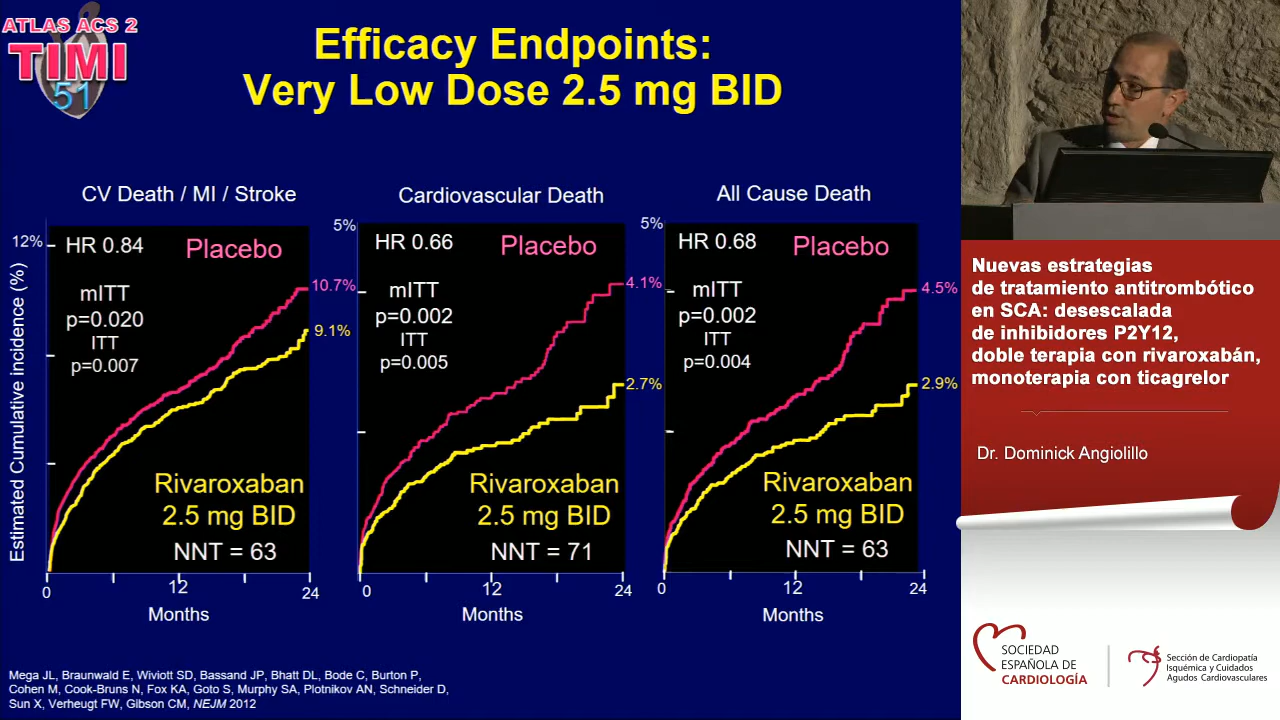 ATLAS ACS 2
TIMI
51
Efficacy Endpoints:
Very Low Dose 2.5 mg BID
Estimated Cumulative incidence (%)
CV Death / MI / Stroke
12%
HR 0.84
Placebo
mITT
p=0.020
ITT
p=0.007
10.7%
9.1%
Rivaroxaban
2.5 mg BID
NNT = 63
0
12
24
Months
Cardiovascular Death
5%
HR 0.66
Placebo
mITT
p=0.002
ITT
p=0.005
4.1%
2.7%
Rivaroxaban
2.5 mg BID
NNT = 71
0
12
24
Months
All Cause Death
5%
HR 0.68
Placebo
mITT
p=0.002
ITT
p=0.004
4.5%
2.9%
Rivaroxaban
2.5 mg BID
NNT = 63
0
12
24
Months
Mega JL, Braunwald E, Wiviott SD, Bassand JP, Bhatt DL, Bode C, Burton P,
Cohen M, Cook-Bruns N, Fox KA, Goto S, Murphy SA, Plotnikov AN, Schneider D,
Sun X, Verheugt FW, Gibson CM, NEJM 2012
Nuevas estrategias
de tratamiento antitrombótico
en SCA: desescalada
de inhibidores P2Y12,
doble terapia con rivaroxabán,
monoterapia con ticagrelor
Dr. Dominick Angiolillo
SOCIEDAD
ESPAÑOLA DE
CARDIOLOGÍA
Sección de Cardiopatía
Isquémica y Cuidados
Agudos Cardiovasculares